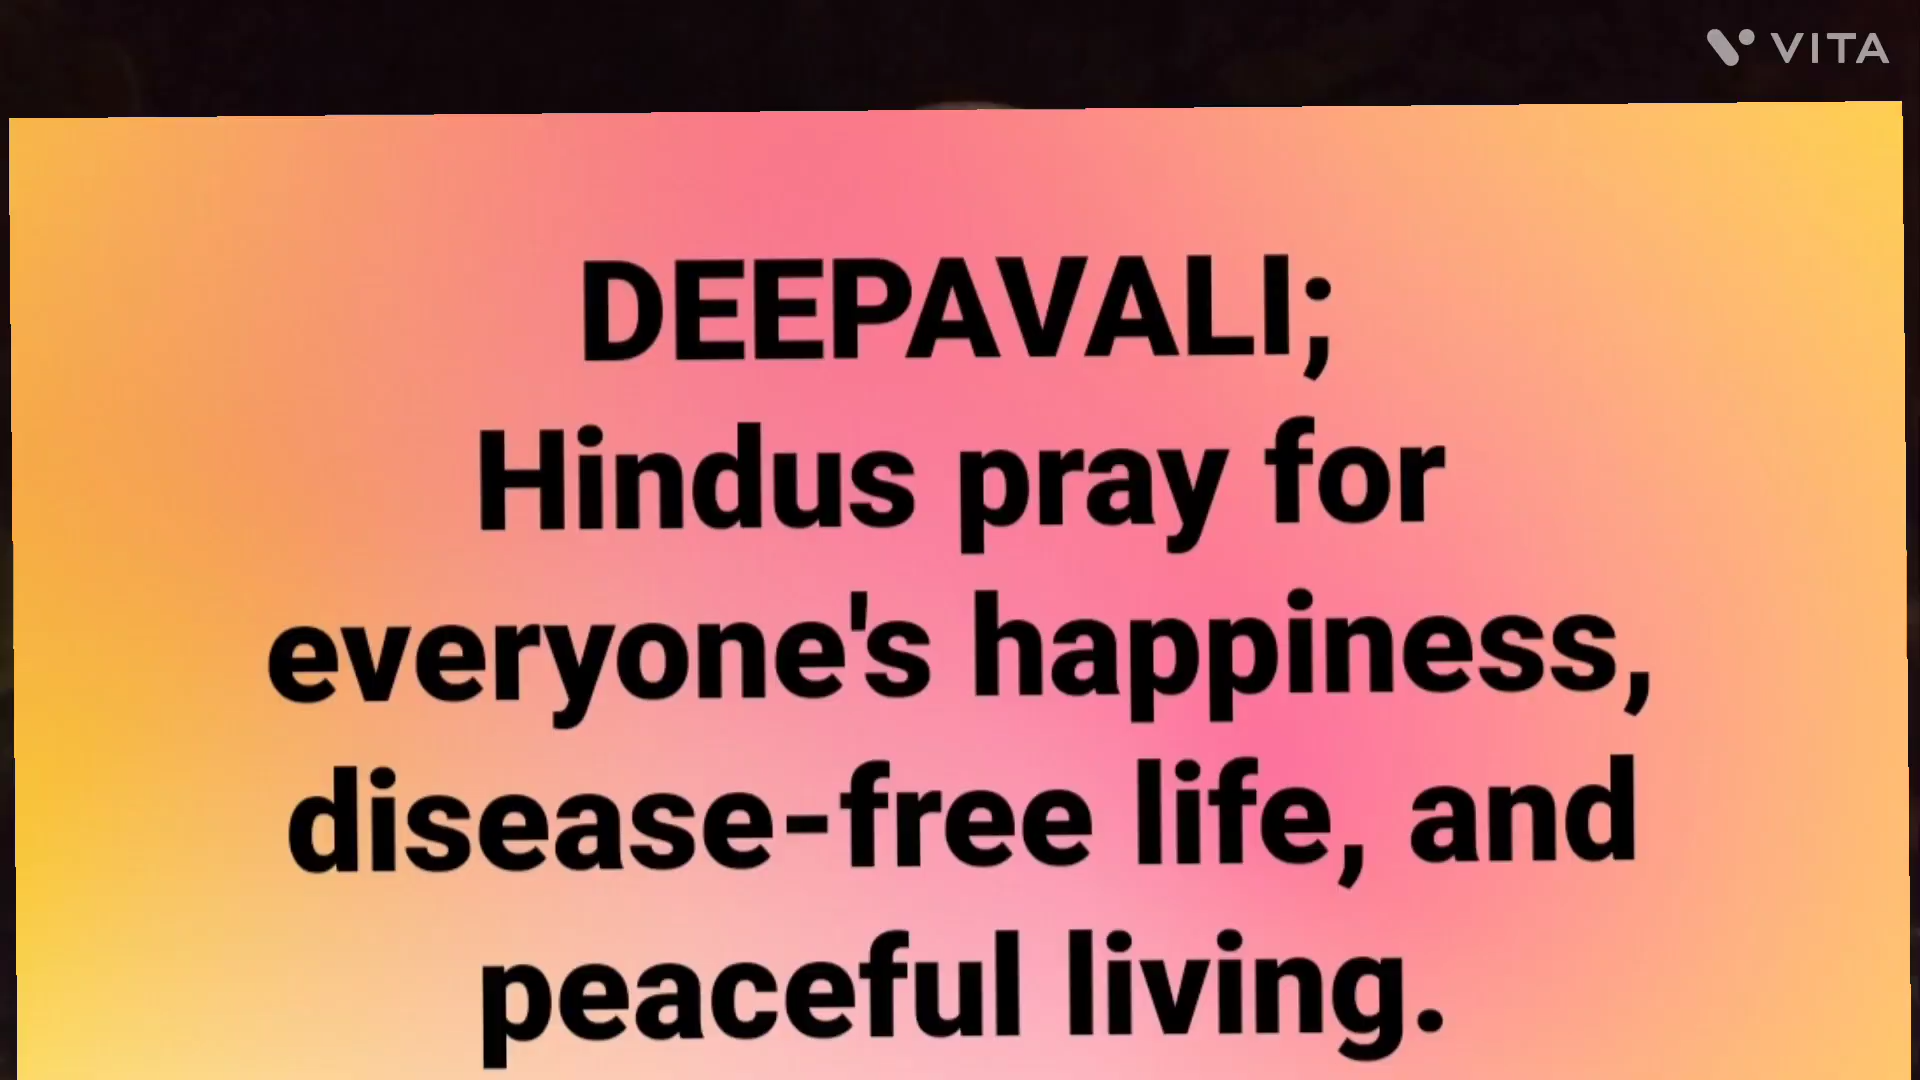 VITA
DEEPAVALI;
Hindus pray for
everyone's happiness,
disease-free life, and
peaceful living.